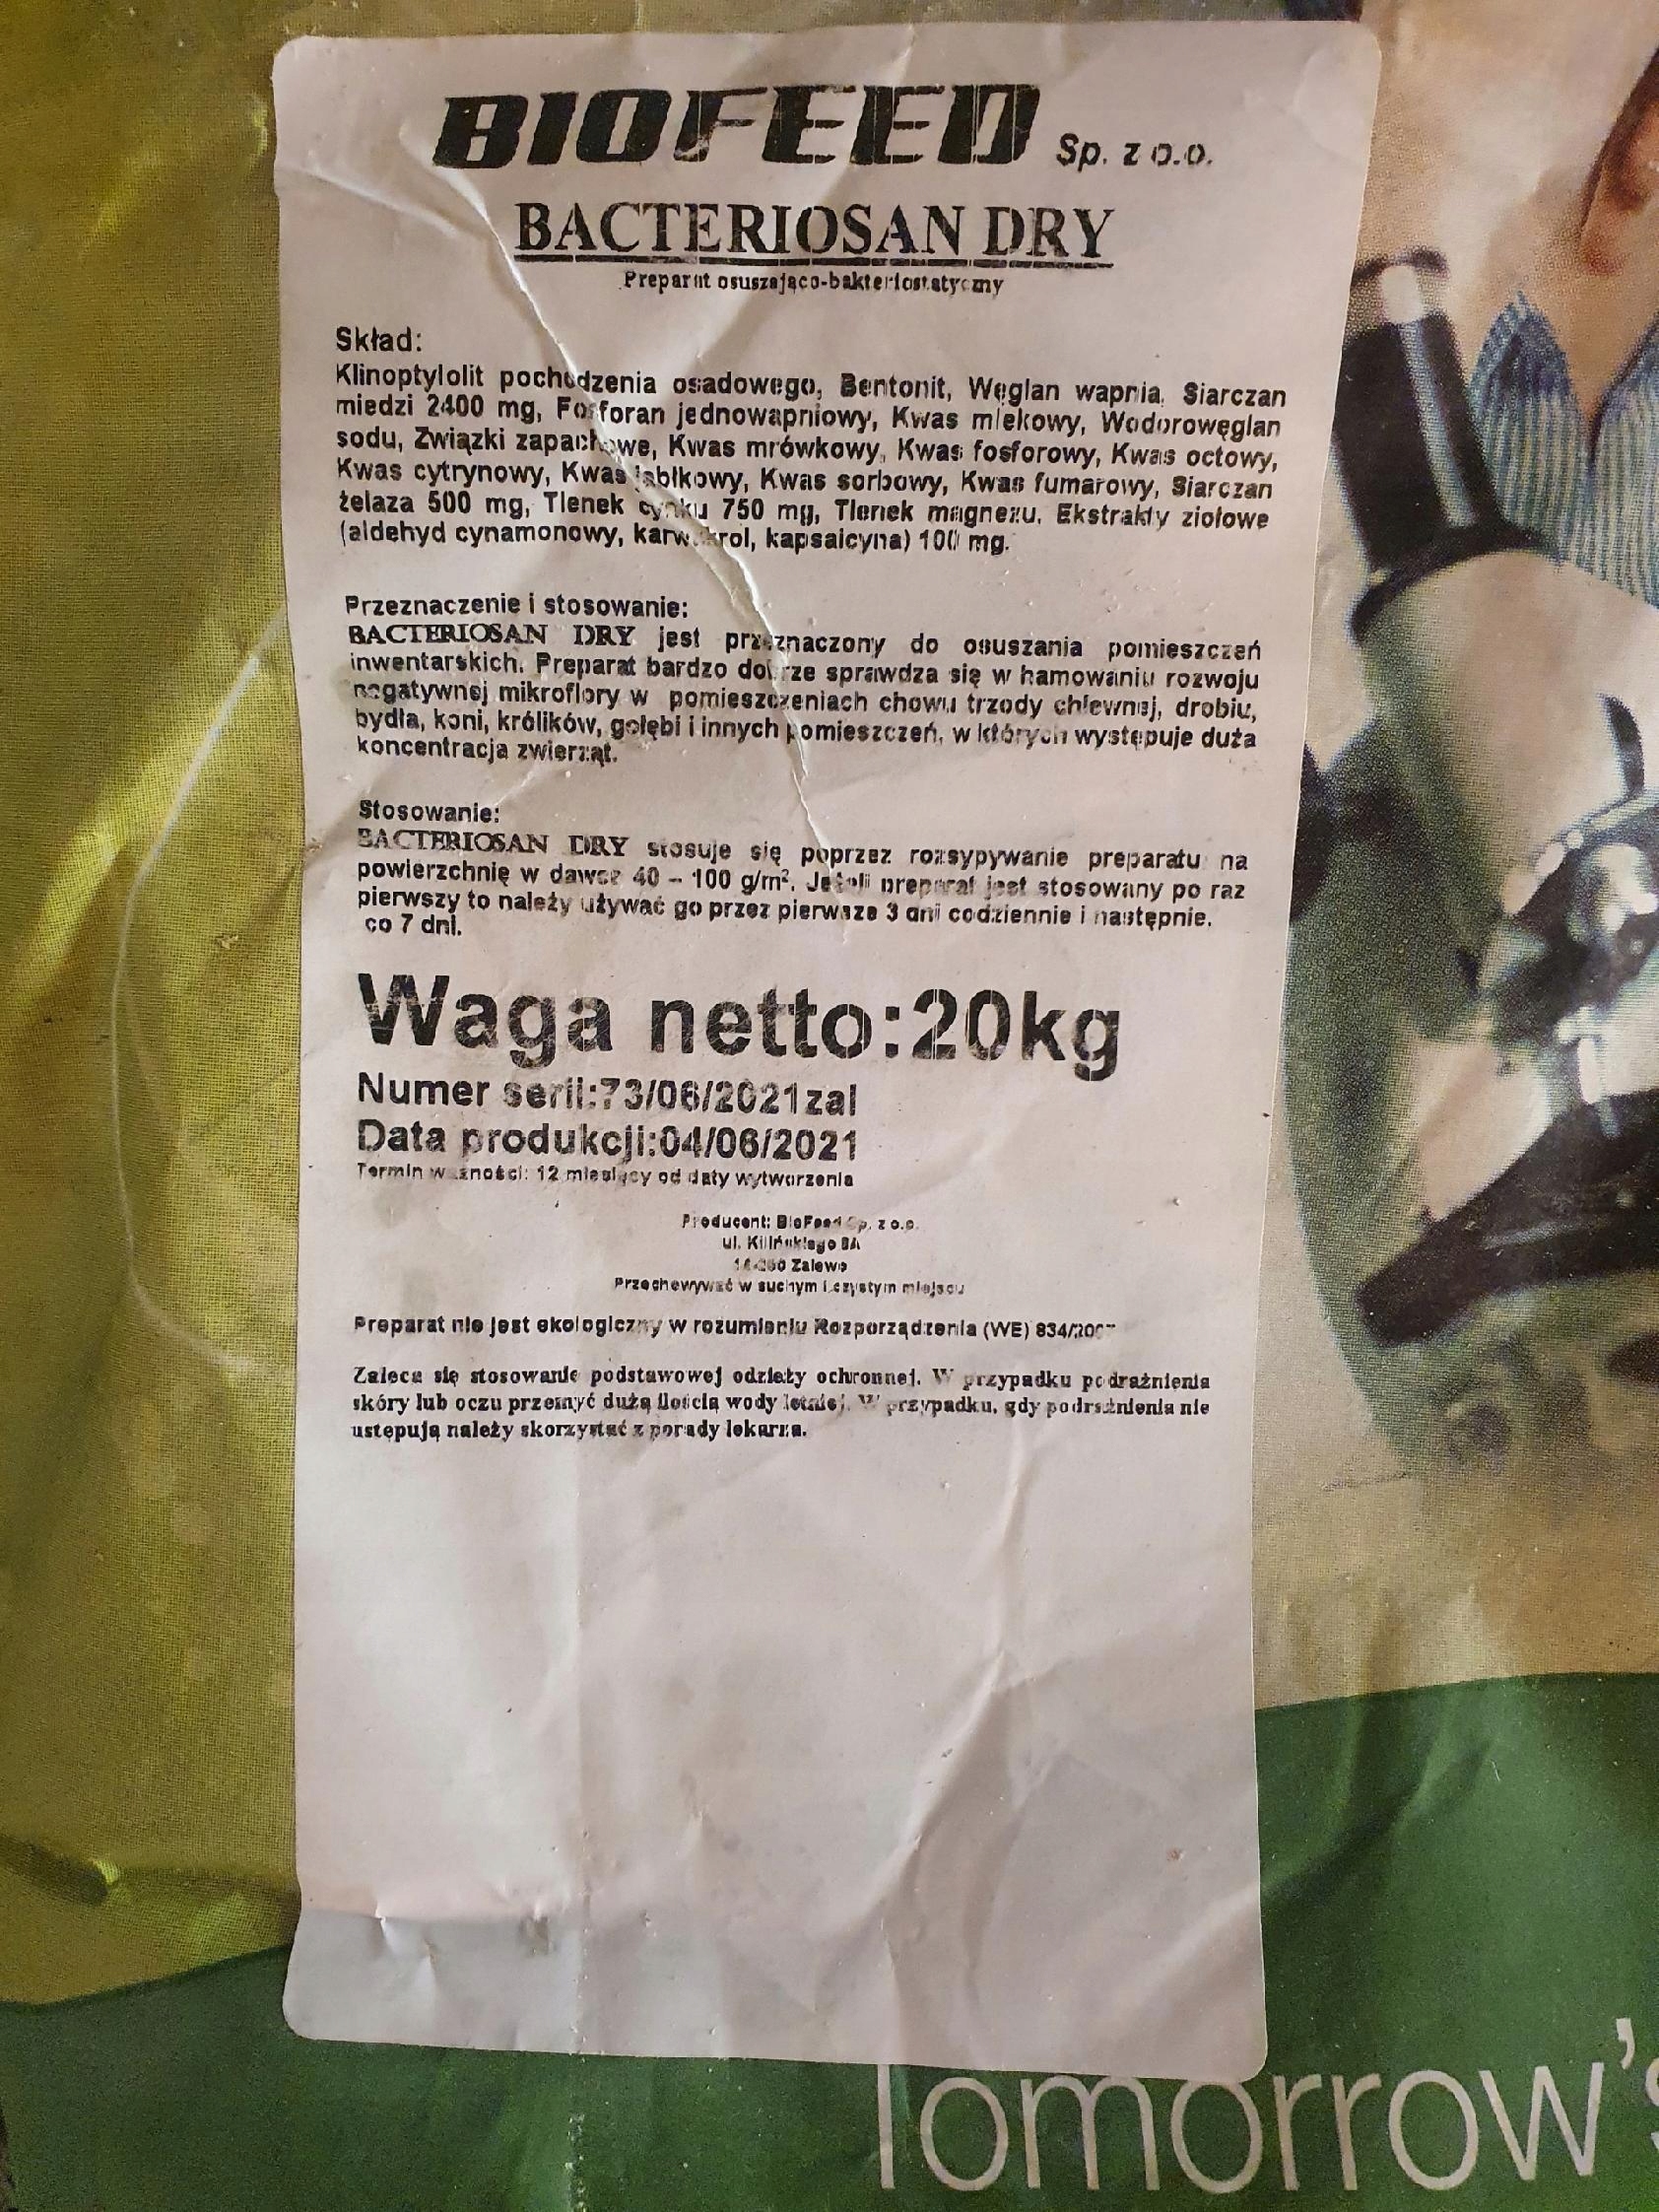 BIOFEED Sp. z o.o.
BACTERIOSAN DRY
Preparat osuszająco-bakteriostatyczny
Skład:
Klinoptylolit pochodzenia osadowego, Bentonit, Węglan wapnia, Siarczan
miedzi 2400 mg, Fosforan jednowapniowy, Kwas mlekowy, Wodorowęglan
sodu, Związki zapachowe, Kwas mrówkowy, Kwas fosforowy, Kwas octowy,
Kwas cytrynowy, Kwas jabłkowy, Kwas sorbowy, Kwas fumarowy, Siarczan
żelaza 500 mg, Tlenek cynku 750 mg, Tlenek magnezu, Ekstrakty ziołowe
(aldehyd cynamonowy, karwakrol, kapsaicyna) 100 mg.
Przeznaczenie i stosowanie:
BACTERIOSAN DRY jest przeznaczony do osuszania pomieszczeń
inwentarskich. Preparat bardzo dobrze sprawdza się w hamowaniu rozwoju
negatywnej mikroflory w pomieszczeniach chowu trzody chlewnej, drobiu,
bydła, koni, królików, gołębi i innych pomieszczeń, w których występuje duża
koncentracja zwierząt.
Stosowanie:
BACTERIOSAN DRY stosuje się poprzez rozsypywanie preparatu na
powierzchnię w dawce 40 – 100 g/m². Jeżeli preparat jest stosowany po raz
pierwszy to należy używać go przez pierwsze 3 dni codziennie i następnie,
co 7 dni.
Waga netto:20kg
Numer serii:73/06/2021zal
Data produkcji:04/06/2021
Termin ważności: 12 miesięcy od daty wytworzenia
Producent: BioFeed Sp. z o.o.
ul. Kilińskiego 8A
14-230 Zalewo
Przechowywać w suchym i czystym miejscu
Preparat nie jest ekologiczny w rozumieniu Rozporządzenia (WE)
Zaleca się stosowanie podstawowej odzieży ochronnej. W przypadku podrażnienia
skóry lub oczu przemyć dużą ilością wody letniej. W przypadku, gdy podrażnienia nie
ustępują należy skorzystać z porady lekarza.
Tomorrow's